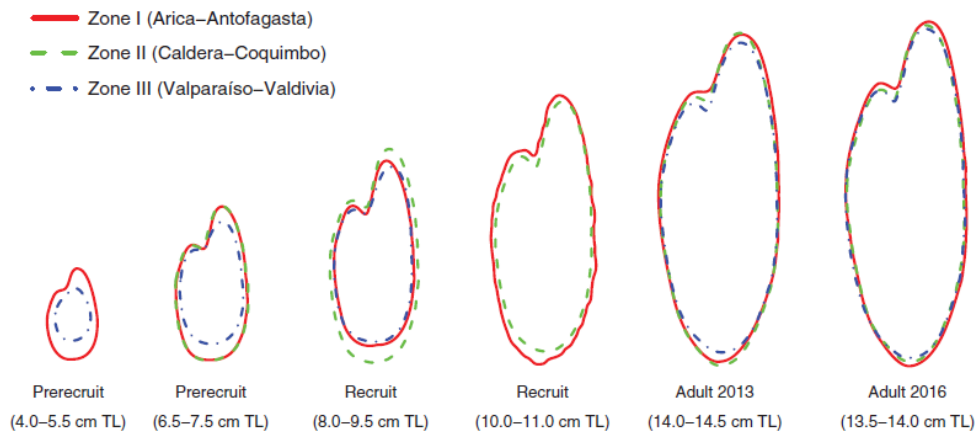 Zone I (Arica–Antofagasta)
Zone II (Caldera–Coquimbo)
Zone III (Valparaíso–Valdivia)
Prerecruit
(4.0–5.5 cm TL)
Prerecruit
(6.5–7.5 cm TL)
Recruit
(8.0–9.5 cm TL)
Recruit
(10.0–11.0 cm TL)
Adult 2013
(14.0–14.5 cm TL)
Adult 2016
(13.5–14.0 cm TL)